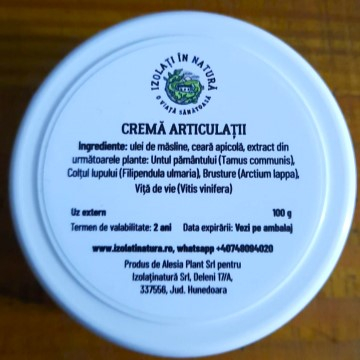 IZOLAȚI ÎN NATURĂ
O VIAȚĂ SĂNĂTOASĂ
CREMĂ ARTICULAȚII
Ingrediente: ulei de măsline, ceară apicolă, extract din
următoarele plante: Untul pământului (Tamus communis),
Colțul lupului (Filipendula ulmaria), Brusture (Arctium lappa),
Viță de vie (Vitis vinifera)
Uz extern 100 g
Termen de valabilitate: 2 ani Data expirării: Vezi pe ambalaj
www.izolatinatura.ro, whatsapp +40748094020
Produs de Alesia Plant Srl pentru
Izolațînatură Srl, Deleni 17/A,
337556, Jud. Hunedoara